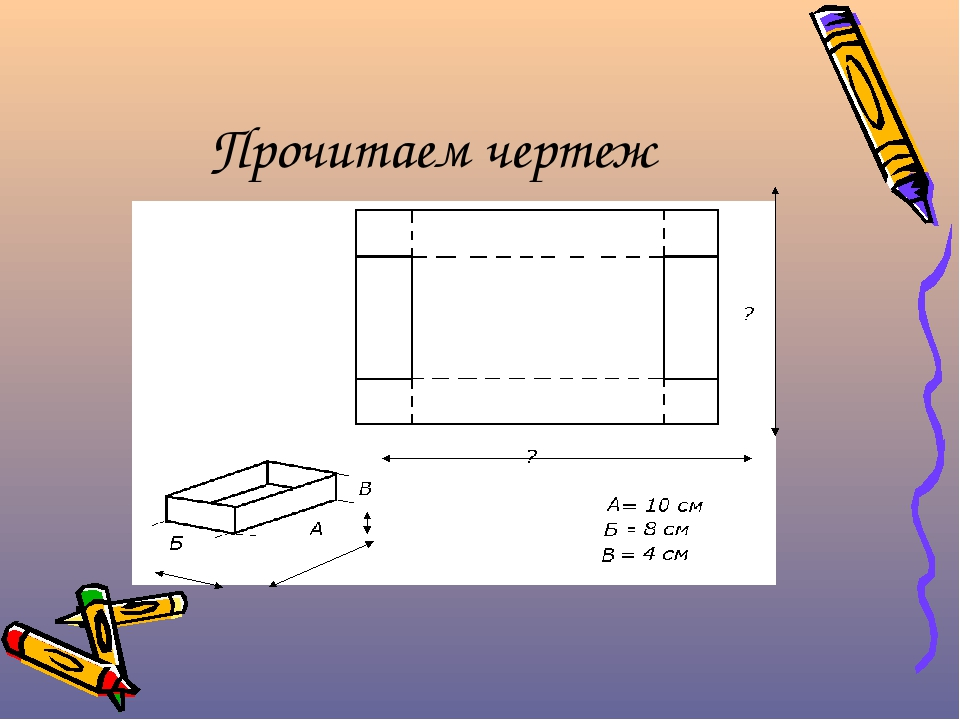 Прочитаем чертеж
?
?
В
А
Б
А= 10 см
Б = 8 см
В = 4 см